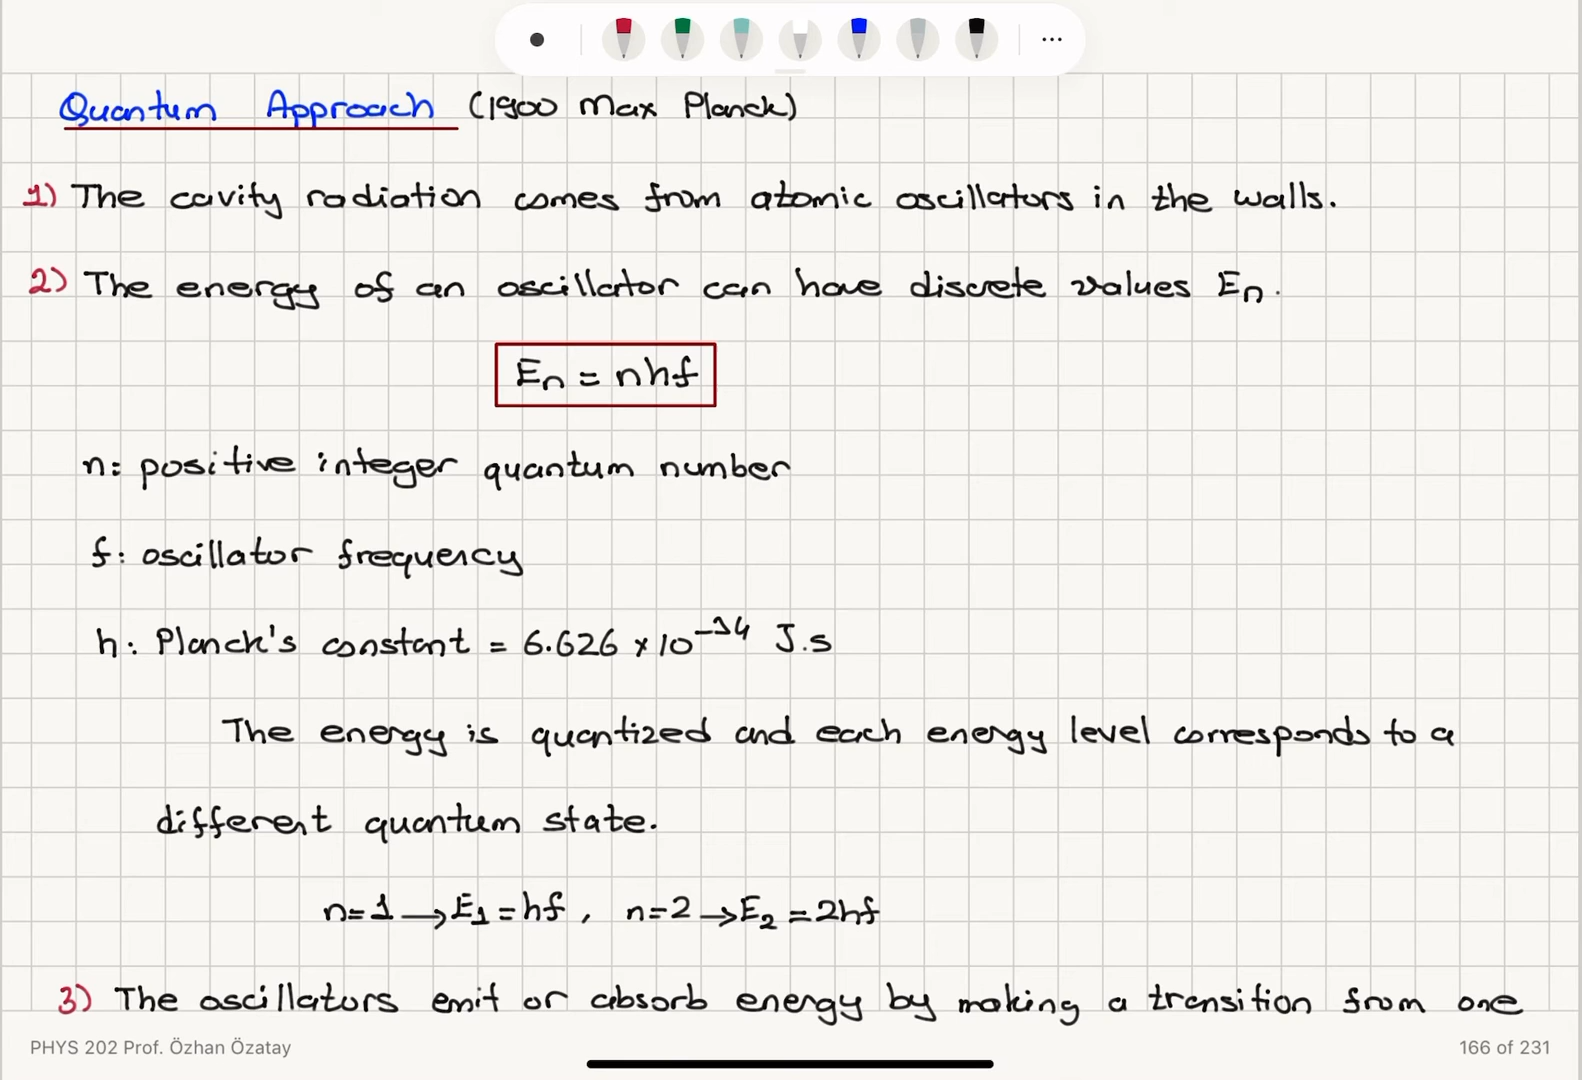 Quantum Approach (1900 Max Planck)
1) The cavity radiation comes from atomic oscillators in the walls.
2) The energy of an oscillator can have discrete values Eₙ.
Eₙ = nhf
n: positive integer quantum number
f: oscillator frequency
h: Planck's constant = 6.626 x 10⁻³⁴ J.s
The energy is quantized and each energy level corresponds to a
different quantum state.
n=1 → E₁ = hf, n=2 → E₂ = 2hf
3) The oscillators emit or absorb energy by making a transition from one
PHYS 202 Prof. Özhan Özatay
166 of 231